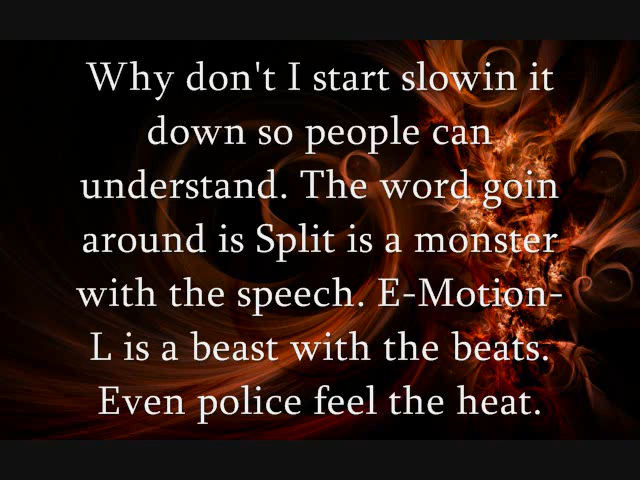 Why don't I start slowin it
down so people can
understand. The word goin
around is Split is a monster
with the speech. E-Motion-
L is a beast with the beats.
Even police feel the heat.